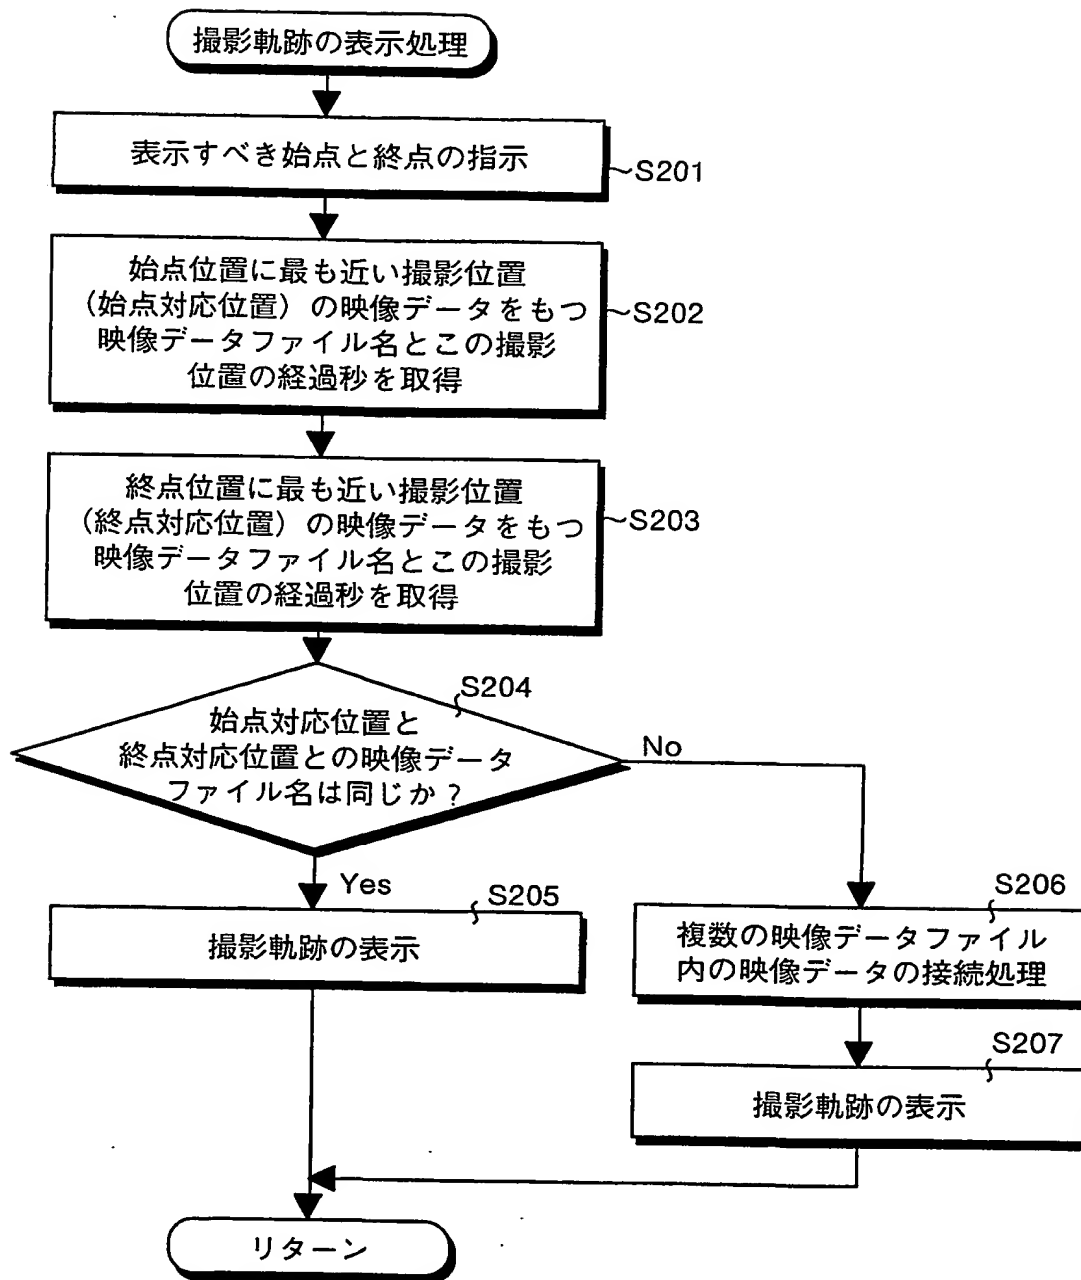 撮影軌跡の表示処理
表示すべき始点と終点の指示
S201
始点位置に最も近い撮影位置
(始点対応位置)の映像データをもつ
映像データファイル名とこの撮影
位置の経過秒を取得
S202
終点位置に最も近い撮影位置
(終点対応位置)の映像データをもつ
映像データファイル名とこの撮影
位置の経過秒を取得
S203
S204
始点対応位置と
終点対応位置との映像データ
ファイル名は同じか?
No
Yes
S205
撮影軌跡の表示
S206
複数の映像データファイル
内の映像データの接続処理
S207
撮影軌跡の表示
リターン